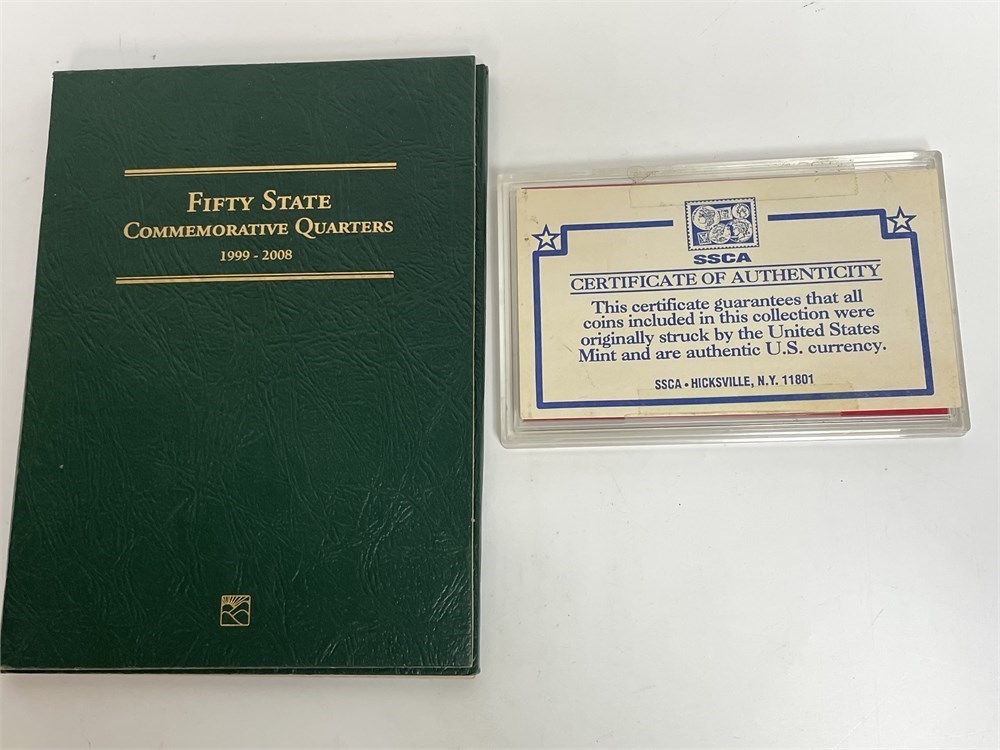 FIFTY STATE
COMMEMORATIVE QUARTERS
1999 - 2008
SSCA
CERTIFICATE OF AUTHENTICITY
This certificate guarantees that all
coins included in this collection were
originally struck by the United States
Mint and are authentic U.S. currency.
SSCA • HICKSVILLE, N.Y. 11801